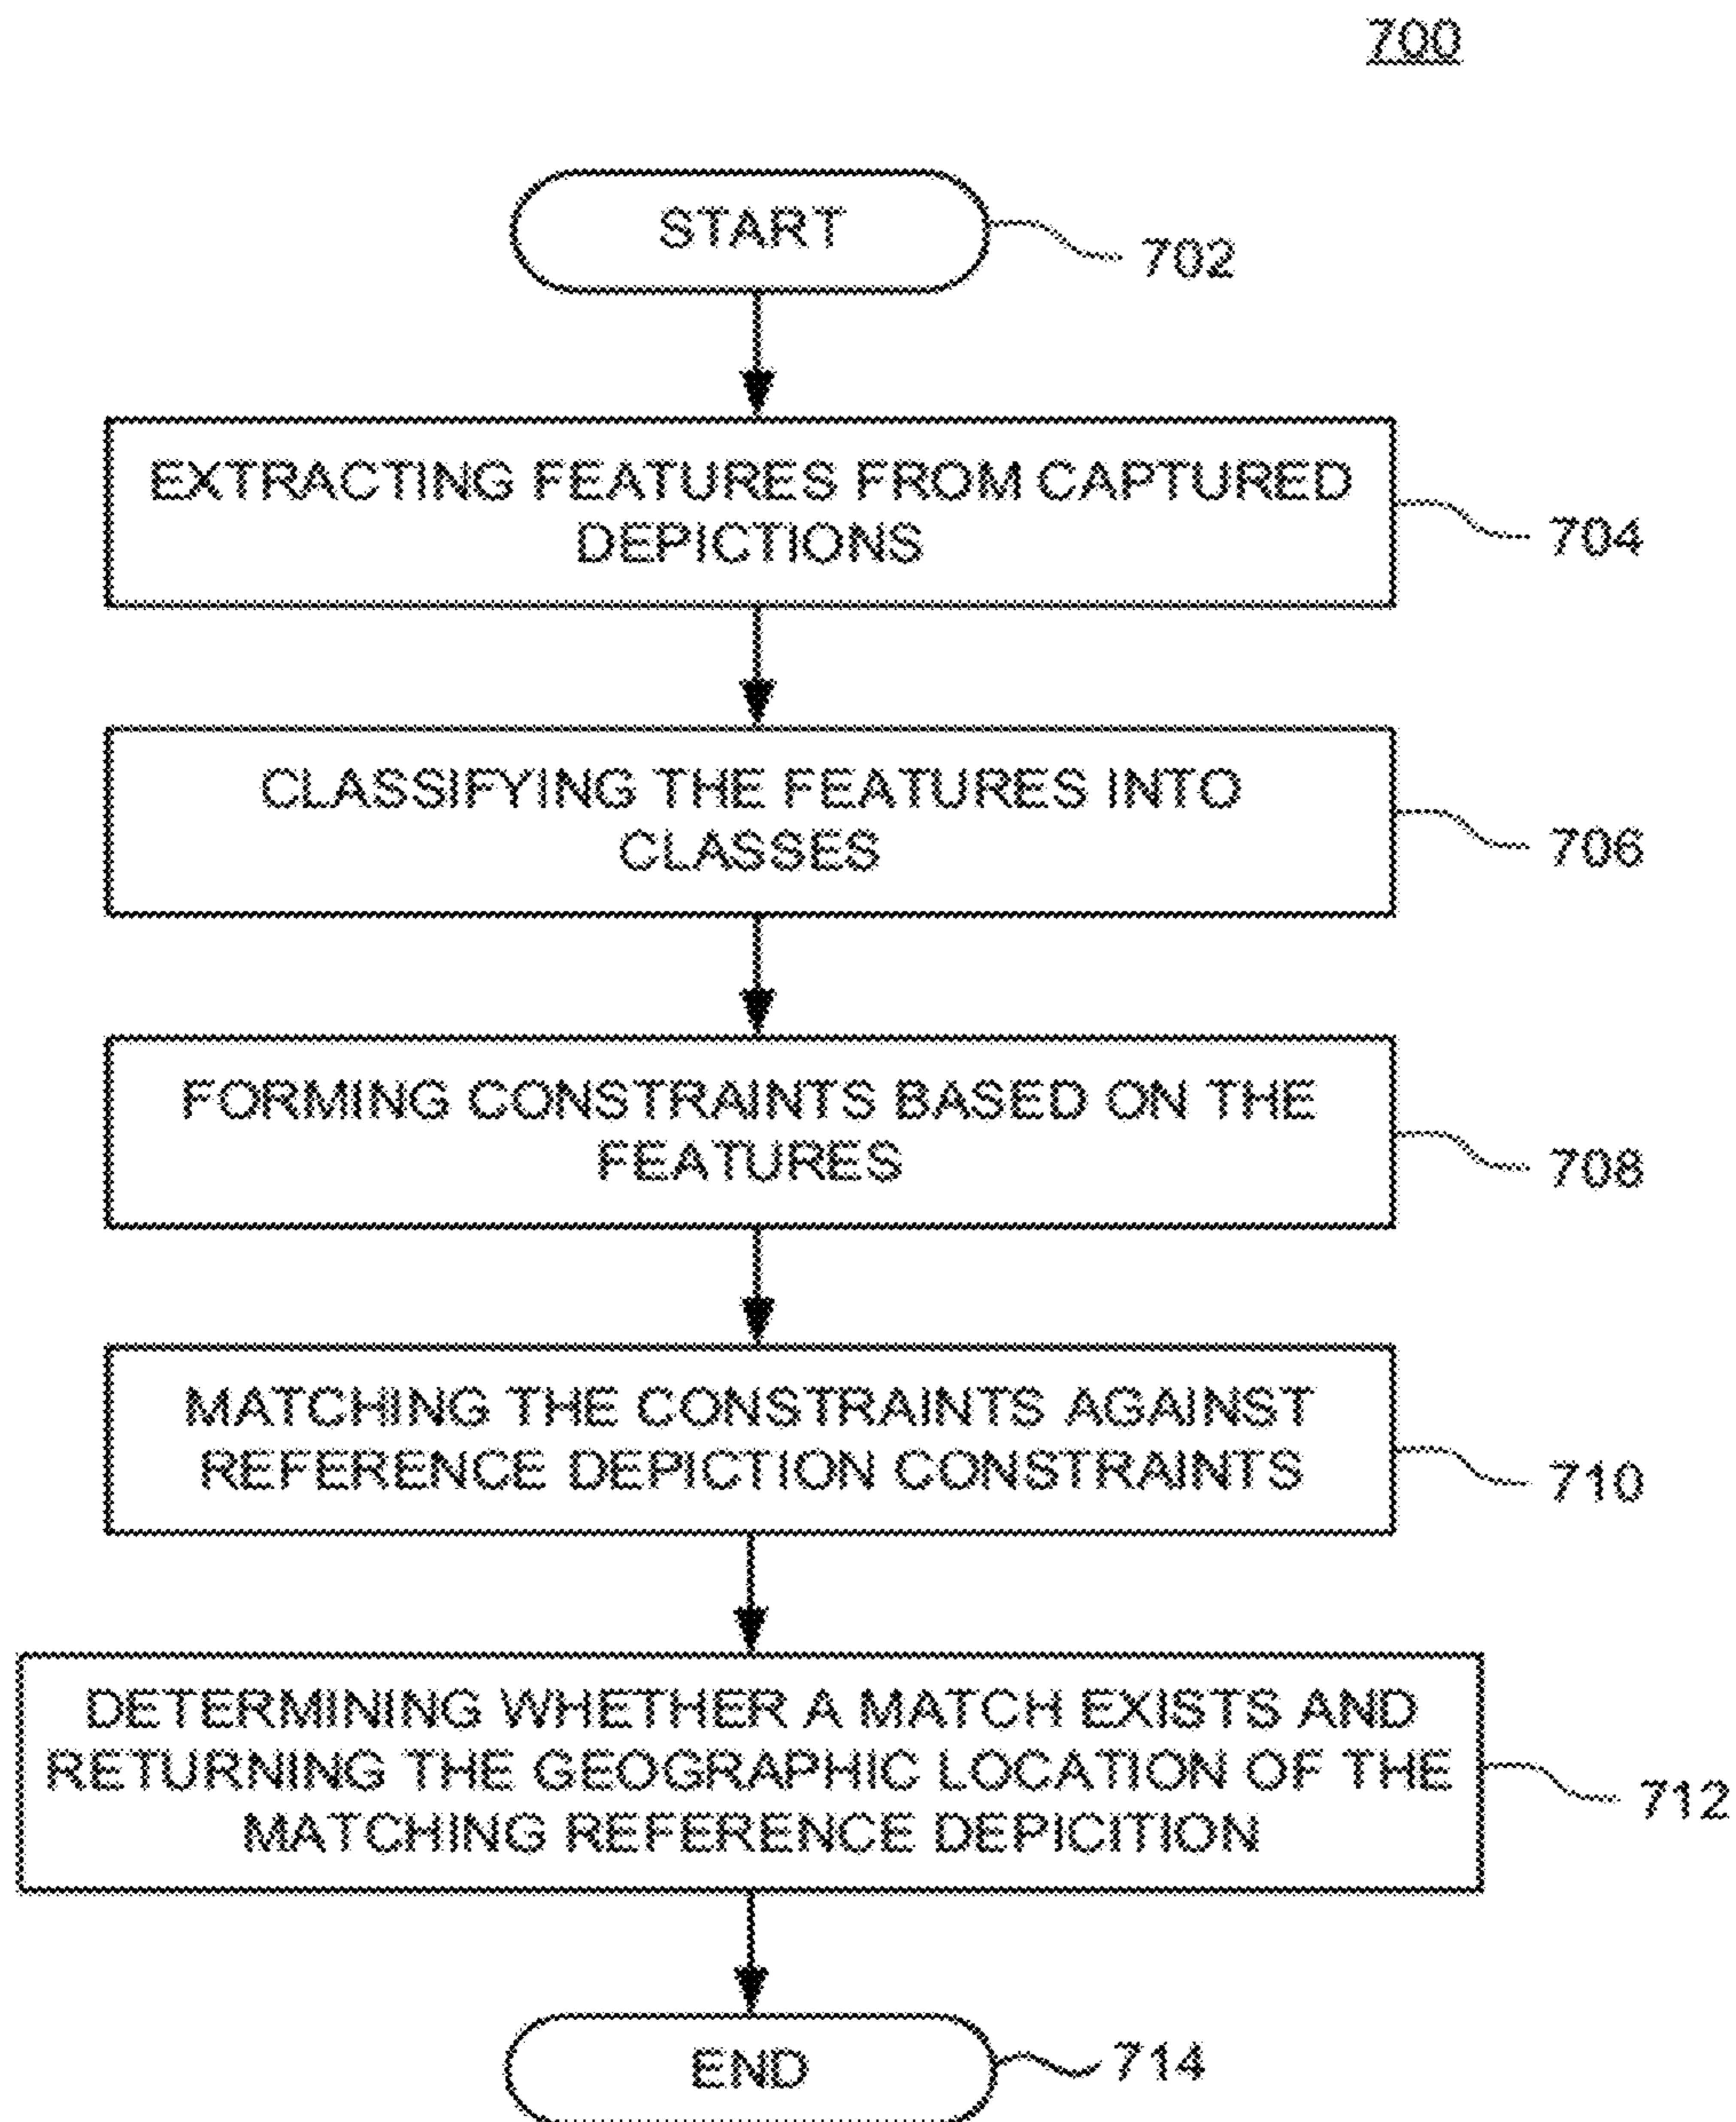 700
START
702
EXTRACTING FEATURES FROM CAPTURED
DEPICTIONS
704
CLASSIFYING THE FEATURES INTO
CLASSES
706
FORMING CONSTRAINTS BASED ON THE
FEATURES
708
MATCHING THE CONSTRAINTS AGAINST
REFERENCE DEPICTION CONSTRAINTS
710
DETERMINING WHETHER A MATCH EXISTS AND
RETURNING THE GEOGRAPHIC LOCATION OF THE
MATCHING REFERENCE DEPICITION
712
END
714